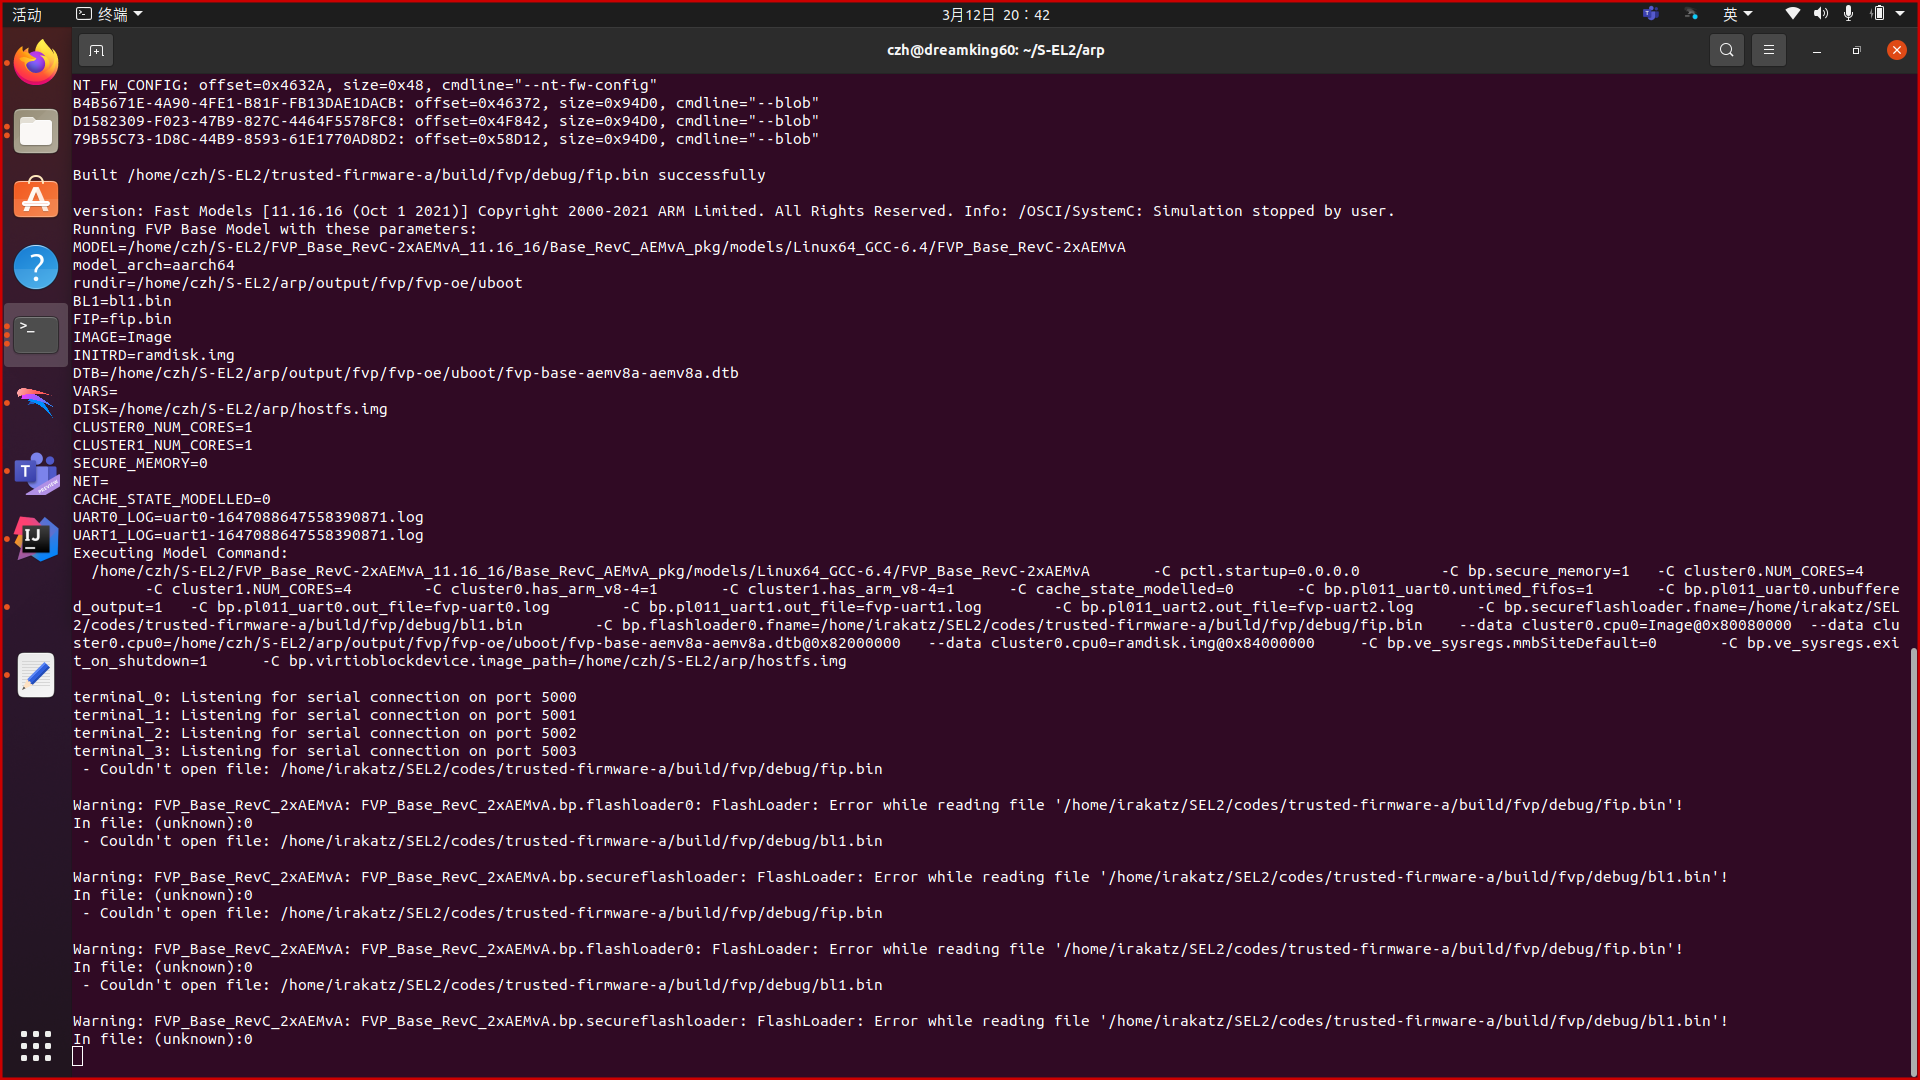 活动
终端
3月12日 20：42
英
czh@dreamking60: ~/S-EL2/arp
NT_FW_CONFIG: offset=0x4632A, size=0x48, cmdline="--nt-fw-config"
B4B5671E-4A90-4FE1-B81F-FB13DAE1DACB: offset=0x46372, size=0x94D0, cmdline="--blob"
D1582309-F023-47B9-827C-4464F5578FC8: offset=0x4F842, size=0x94D0, cmdline="--blob"
79B55C73-1D8C-44B9-8593-61E1770AD8D2: offset=0x58D12, size=0x94D0, cmdline="--blob"
Built /home/czh/S-EL2/trusted-firmware-a/build/fvp/debug/fip.bin successfully
version: Fast Models [11.16.16 (Oct 1 2021)] Copyright 2000-2021 ARM Limited. All Rights Reserved. Info: /OSCI/SystemC: Simulation stopped by user.
Running FVP Base Model with these parameters:
MODEL=/home/czh/S-EL2/FVP_Base_RevC-2xAEMvA_11.16_16/Base_RevC_AEMvA_pkg/models/Linux64_GCC-6.4/FVP_Base_RevC-2xAEMvA
model_arch=aarch64
rundir=/home/czh/S-EL2/arp/output/fvp/fvp-oe/uboot
BL1=bl1.bin
FIP=fip.bin
IMAGE=Image
INITRD=ramdisk.img
DTB=/home/czh/S-EL2/arp/output/fvp/fvp-oe/uboot/fvp-base-aemv8a-aemv8a.dtb
VARS=
DISK=/home/czh/S-EL2/arp/hostfs.img
CLUSTER0_NUM_CORES=1
CLUSTER1_NUM_CORES=1
SECURE_MEMORY=0
NET=
CACHE_STATE_MODELLED=0
UART0_LOG=uart0-1647088647558390871.log
UART1_LOG=uart1-1647088647558390871.log
Executing Model Command:
/home/czh/S-EL2/FVP_Base_RevC-2xAEMvA_11.16_16/Base_RevC_AEMvA_pkg/models/Linux64_GCC-6.4/FVP_Base_RevC-2xAEMvA -C pctl.startup=0.0.0.0 -C bp.secure_memory=1 -C cluster0.NUM_CORES=4
-C cluster1.NUM_CORES=4 -C cluster0.has_arm_v8-4=1 -C cluster1.has_arm_v8-4=1 -C cache_state_modelled=0 -C bp.pl011_uart0.untimed_fifos=1 -C bp.pl011_uart0.unbuffere
d_output=1 -C bp.pl011_uart0.out_file=fvp-uart0.log -C bp.pl011_uart1.out_file=fvp-uart1.log -C bp.pl011_uart2.out_file=fvp-uart2.log -C bp.secureflashloader.fname=/home/irakatz/SEL
2/codes/trusted-firmware-a/build/fvp/debug/bl1.bin -C bp.flashloader0.fname=/home/irakatz/SEL2/codes/trusted-firmware-a/build/fvp/debug/fip.bin --data cluster0.cpu0=Image@0x80080000 --data clu
ster0.cpu0=/home/czh/S-EL2/arp/output/fvp/fvp-oe/uboot/fvp-base-aemv8a-aemv8a.dtb@0x82000000 --data cluster0.cpu0=ramdisk.img@0x84000000 -C bp.ve_sysregs.mmbSiteDefault=0 -C bp.ve_sysregs.exi
t_on_shutdown=1 -C bp.virtioblockdevice.image_path=/home/czh/S-EL2/arp/hostfs.img
terminal_0: Listening for serial connection on port 5000
terminal_1: Listening for serial connection on port 5001
terminal_2: Listening for serial connection on port 5002
terminal_3: Listening for serial connection on port 5003
- Couldn't open file: /home/irakatz/SEL2/codes/trusted-firmware-a/build/fvp/debug/fip.bin
Warning: FVP_Base_RevC_2xAEMvA: FVP_Base_RevC_2xAEMvA.bp.flashloader0: FlashLoader: Error while reading file '/home/irakatz/SEL2/codes/trusted-firmware-a/build/fvp/debug/fip.bin'!
In file: (unknown):0
- Couldn't open file: /home/irakatz/SEL2/codes/trusted-firmware-a/build/fvp/debug/bl1.bin
Warning: FVP_Base_RevC_2xAEMvA: FVP_Base_RevC_2xAEMvA.bp.secureflashloader: FlashLoader: Error while reading file '/home/irakatz/SEL2/codes/trusted-firmware-a/build/fvp/debug/bl1.bin'!
In file: (unknown):0
- Couldn't open file: /home/irakatz/SEL2/codes/trusted-firmware-a/build/fvp/debug/fip.bin
Warning: FVP_Base_RevC_2xAEMvA: FVP_Base_RevC_2xAEMvA.bp.flashloader0: FlashLoader: Error while reading file '/home/irakatz/SEL2/codes/trusted-firmware-a/build/fvp/debug/fip.bin'!
In file: (unknown):0
- Couldn't open file: /home/irakatz/SEL2/codes/trusted-firmware-a/build/fvp/debug/bl1.bin
Warning: FVP_Base_RevC_2xAEMvA: FVP_Base_RevC_2xAEMvA.bp.secureflashloader: FlashLoader: Error while reading file '/home/irakatz/SEL2/codes/trusted-firmware-a/build/fvp/debug/bl1.bin'!
In file: (unknown):0